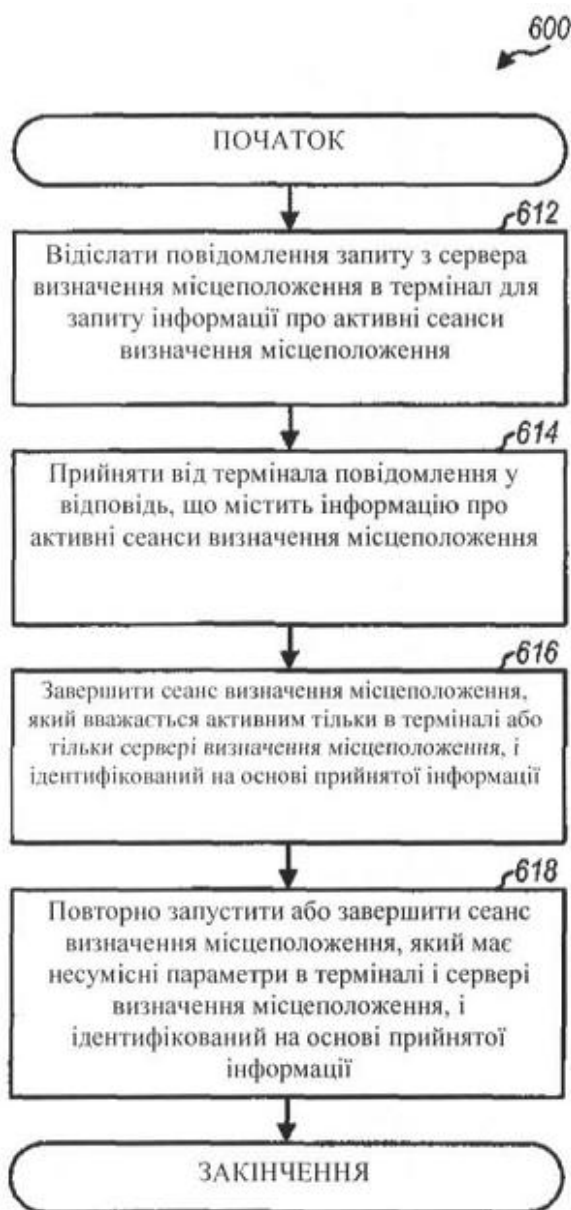 600
ПОЧАТОК
612
Відіслати повідомлення запиту з сервера
визначення місцеположення в термінал для
запиту інформації про активні сеанси
визначення місцеположення
614
Прийняти від термінала повідомлення у
відповідь, що містить інформацію про
активні сеанси визначення місцеположення
616
Завершити сеанс визначення місцеположення,
який вважається активним тільки в терміналі або
тільки сервері визначення місцеположення, і
ідентифікований на основі прийнятої інформації
618
Повторно запустити або завершити сеанс
визначення місцеположення, який має
несумісні параметри в терміналі і сервері
визначення місцеположення, і
ідентифікований на основі прийнятої
інформації
ЗАКІНЧЕННЯ